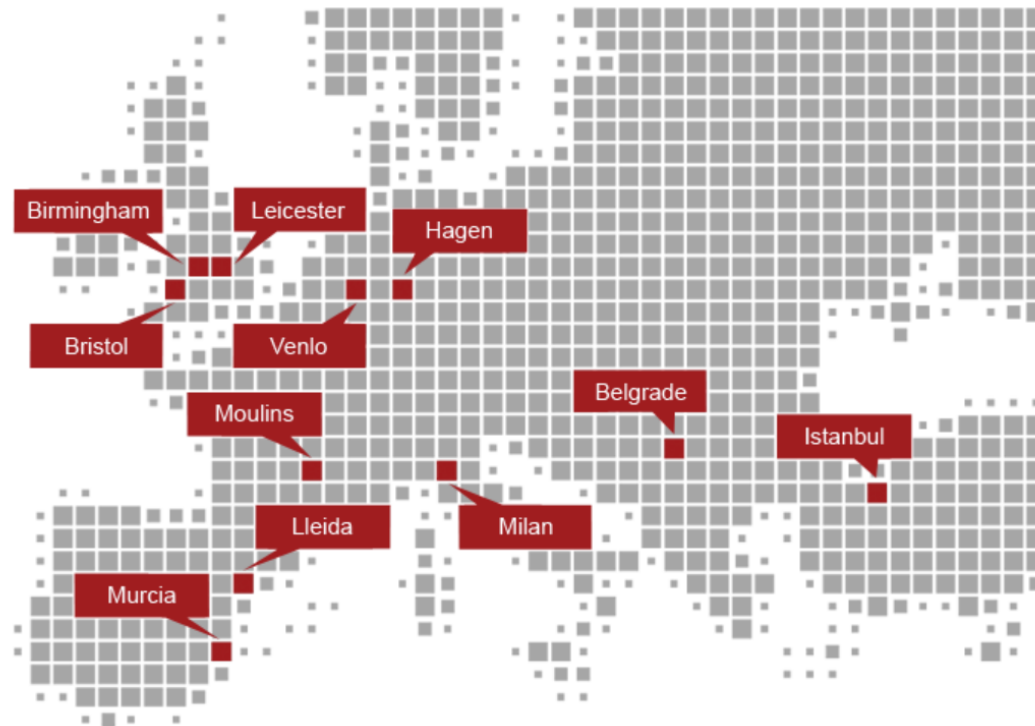 Birmingham
Leicester
Hagen
Bristol
Venlo
Belgrade
Moulins
Istanbul
Lleida
Milan
Murcia